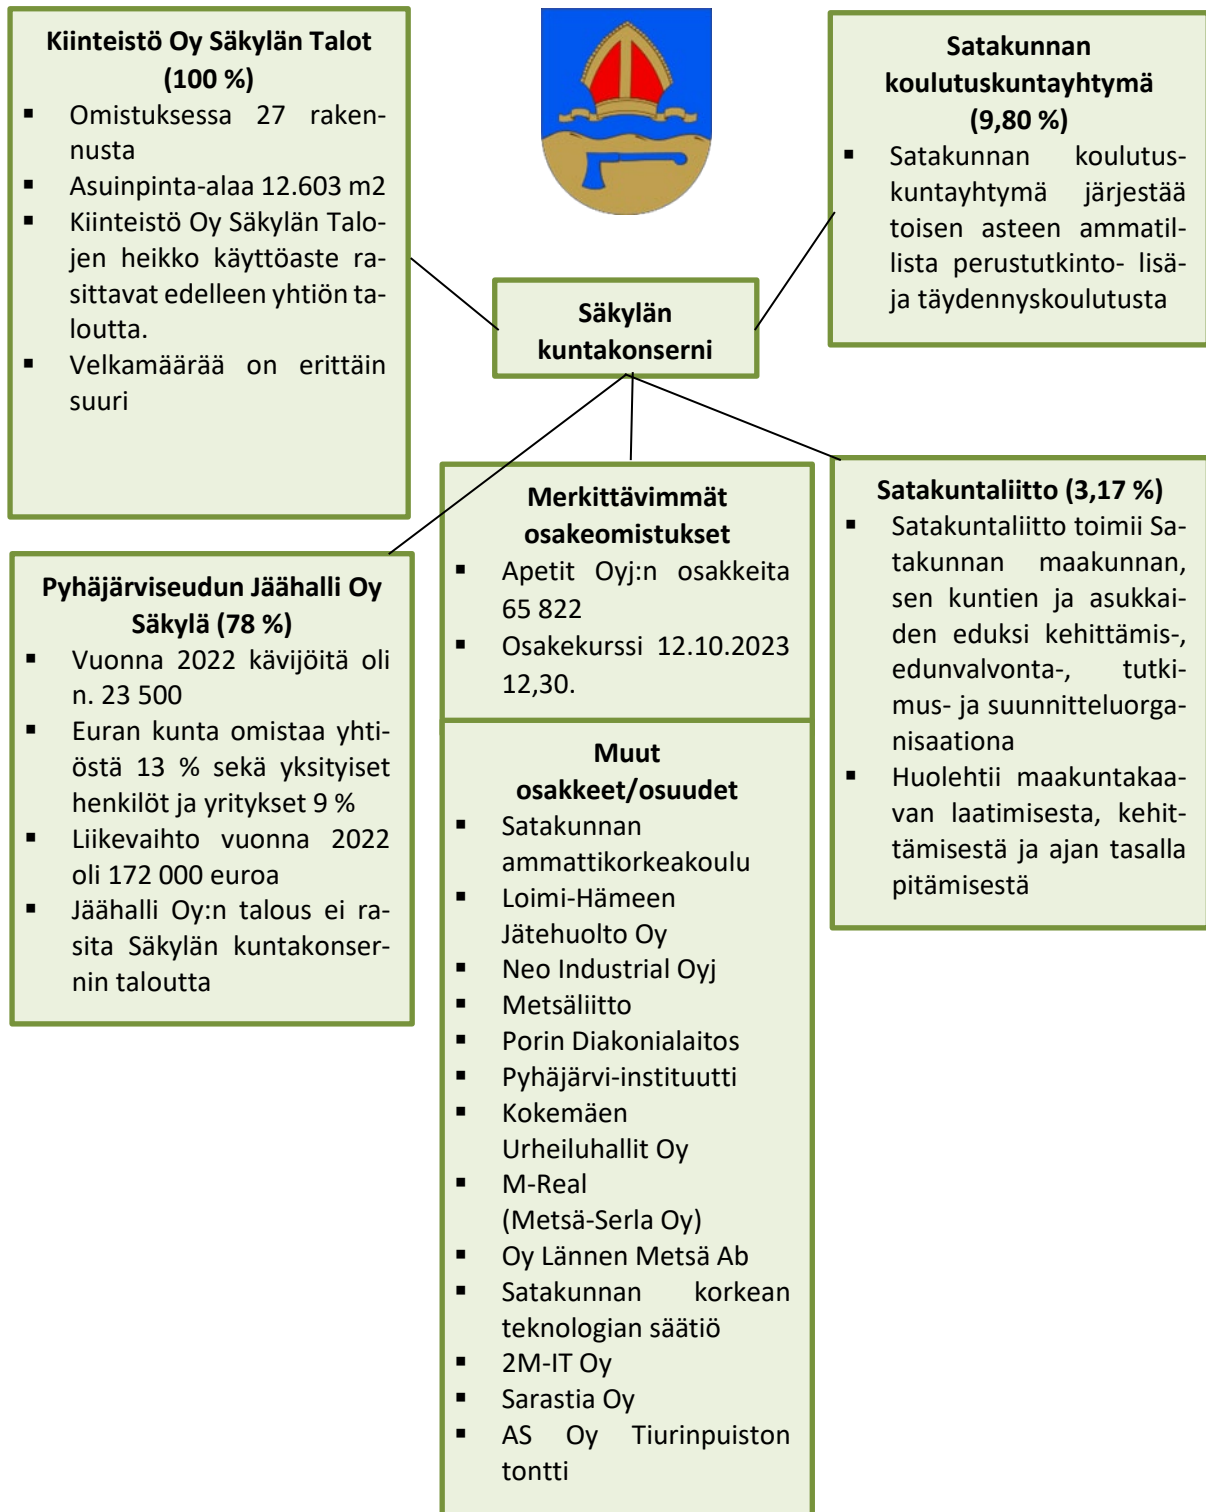 Kiinteistö Oy Säkylän Talot
(100 %)
▪ Omistuksessa 27 raken-
nusta
▪ Asuinpinta-alaa 12.603 m2
▪ Kiinteistö Oy Säkylän Talo-
jen heikko käyttöaste ra-
sittavat edelleen yhtiön ta-
loutta.
▪ Velkamäärää on erittäin
suuri
Satakunnan
koulutuskuntayhtymä
(9,80 %)
▪ Satakunnan koulutus-
kuntayhtymä järjestää
toisen asteen ammatil-
lista perustutkinto- lisä-
ja täydennyskoulutusta
Säkylän
kuntakonserni
Pyhäjärviseudun Jäähalli Oy
Säkylä (78 %)
▪ Vuonna 2022 kävijöitä oli
n. 23 500
▪ Euran kunta omistaa yhti-
östä 13 % sekä yksityiset
henkilöt ja yritykset 9 %
▪ Liikevaihto vuonna 2022
oli 172 000 euroa
▪ Jäähalli Oy:n talous ei ra-
sita Säkylän kuntakonser-
nin taloutta
Merkittävimmät
osakeomistukset
▪ Apetit Oyj:n osakkeita
65 822
▪ Osakekurssi 12.10.2023
12,30.
Muut
osakkeet/osuudet
▪ Satakunnan
ammattikorkeakoulu
▪ Loimi-Hämeen
Jätehuolto Oy
▪ Neo Industrial Oyj
▪ Metsäliitto
▪ Porin Diakonialaitos
▪ Pyhäjärvi-instituutti
▪ Kokemäen
Urheiluhallit Oy
▪ M-Real
(Metsä-Serla Oy)
▪ Oy Lännen Metsä Ab
▪ Satakunnan korkean
teknologian säätiö
▪ 2M-IT Oy
▪ Sarastia Oy
▪ AS Oy Tiurinpuiston
tontti
Satakuntaliitto (3,17 %)
▪ Satakuntaliitto toimii Sa-
takunnan maakunnan,
sen kuntien ja asukkai-
den eduksi kehittämis-,
edunvalvonta-, tutki-
mus- ja suunnitteluorga-
nisaationa
▪ Huolehtii maakuntakaa-
van laatimisesta, kehit-
tämisestä ja ajan tasalla
pitämisestä